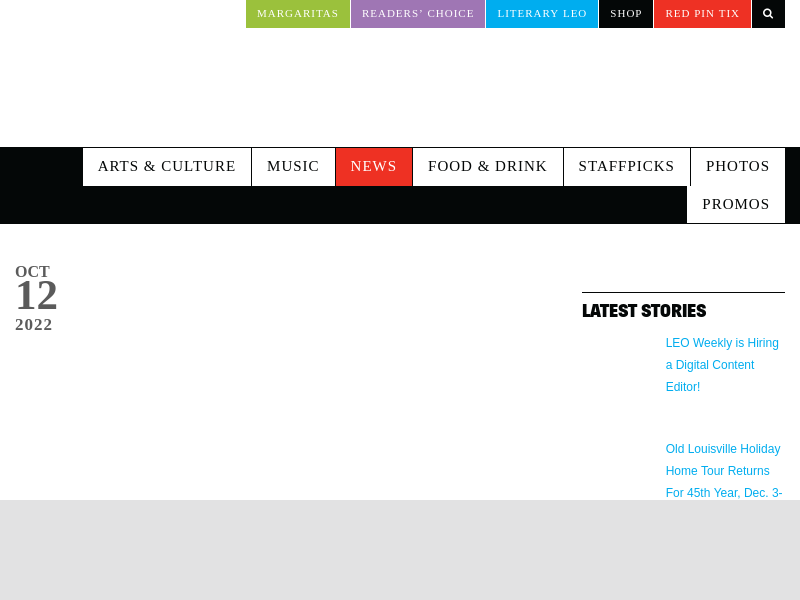 MARGARITAS READERS' CHOICE LITERARY LEO SHOP RED PIN TIX
ARTS & CULTURE MUSIC NEWS FOOD & DRINK STAFFPICKS PHOTOS
PROMOS
OCT
12
2022
LATEST STORIES
LEO Weekly is Hiring
a Digital Content
Editor!
Old Louisville Holiday
Home Tour Returns
For 45th Year, Dec. 3-